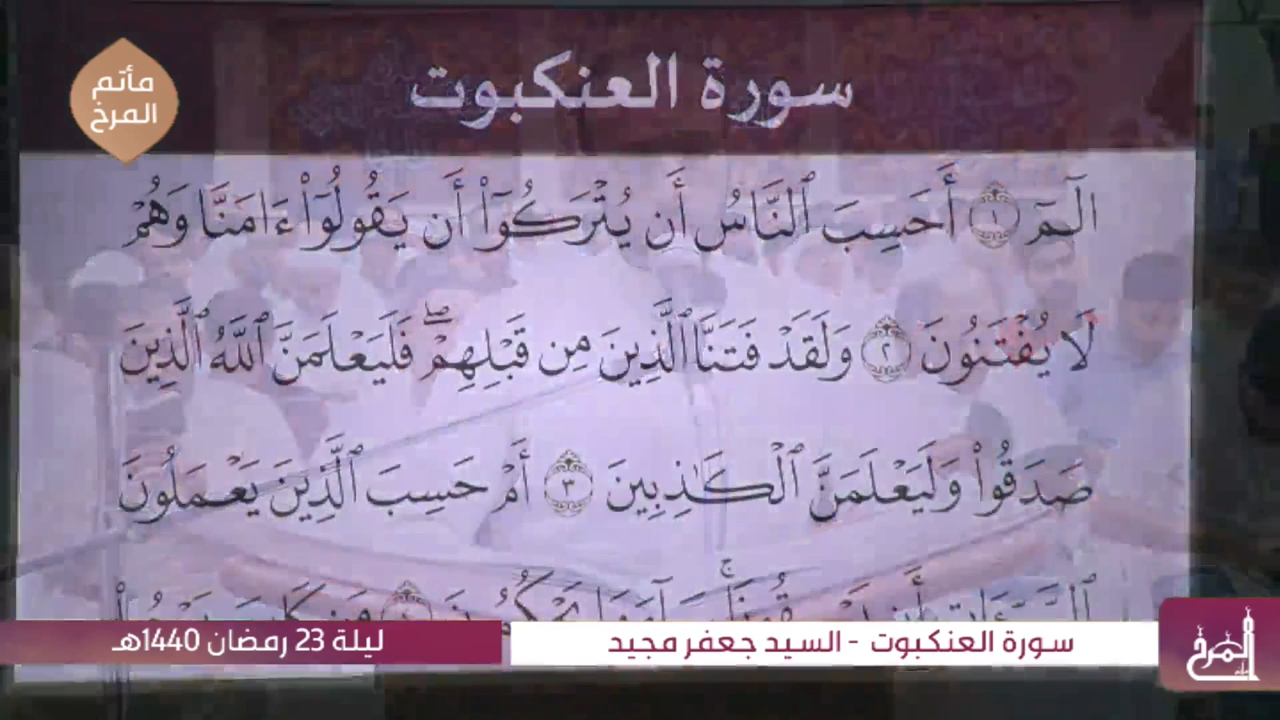 سورة العنكبوت
مأتم
المرخ
الٓمٓ ١ أَحَسِبَ ٱلنَّاسُ أَن يُتْرَكُوٓا۟ أَن يَقُولُوٓا۟ ءَامَنَّا وَهُمْ
لَا يُفْتَنُونَ ٢ وَلَقَدْ فَتَنَّا ٱلَّذِينَ مِن قَبْلِهِمْ ۖ فَلَيَعْلَمَنَّ ٱللَّهُ ٱلَّذِينَ
صَدَقُوا۟ وَلَيَعْلَمَنَّ ٱلْكَـٰذِبِينَ ٣ أَمْ حَسِبَ ٱلَّذِينَ يَعْمَلُونَ
سورة العنكبوت - السيد جعفر مجيد
ليلة 23 رمضان 1440هـ
المرخ